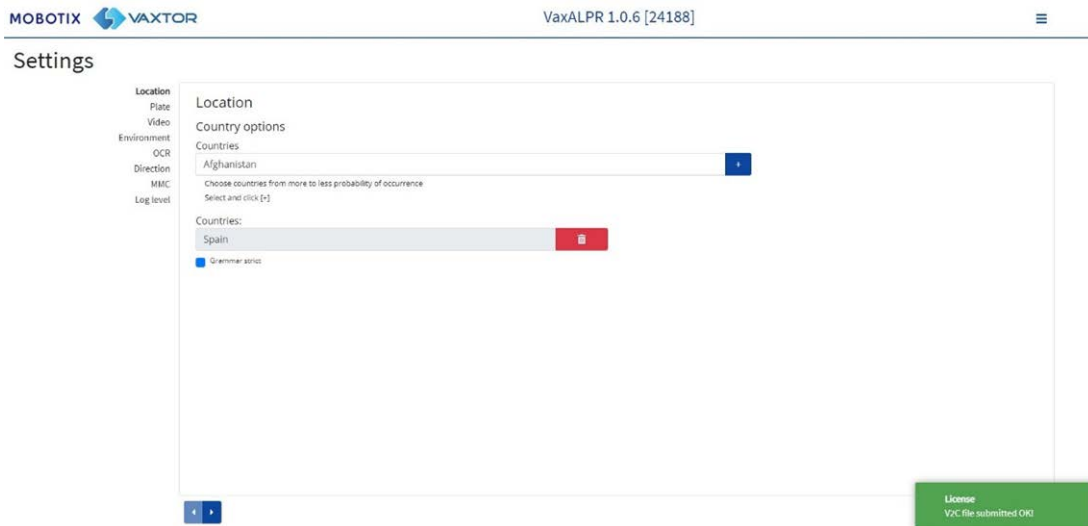 MOBOTIX VAXTOR
VaxALPR 1.0.6 [24188]
Settings
Location
Plate
Video
Environment
OCR
Direction
MMC
Log level
Location
Country options
Countries
Afghanistan
+
Choose countries from more to less probability of occurrence
Select and click [+]
Countries:
Spain
Grammer strict
License
V2C file submitted OK!